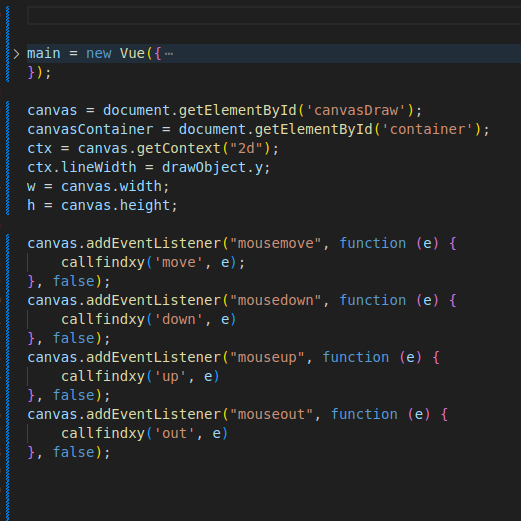 main = new Vue({ ⋯
});
canvas = document.getElementById('canvasDraw');
canvasContainer = document.getElementById('container');
ctx = canvas.getContext("2d");
ctx.lineWidth = drawObject.y;
w = canvas.width;
h = canvas.height;
canvas.addEventListener("mousemove", function (e) {
    callfindxy('move', e);
}, false);
canvas.addEventListener("mousedown", function (e) {
    callfindxy('down', e)
}, false);
canvas.addEventListener("mouseup", function (e) {
    callfindxy('up', e)
}, false);
canvas.addEventListener("mouseout", function (e) {
    callfindxy('out', e)
}, false);